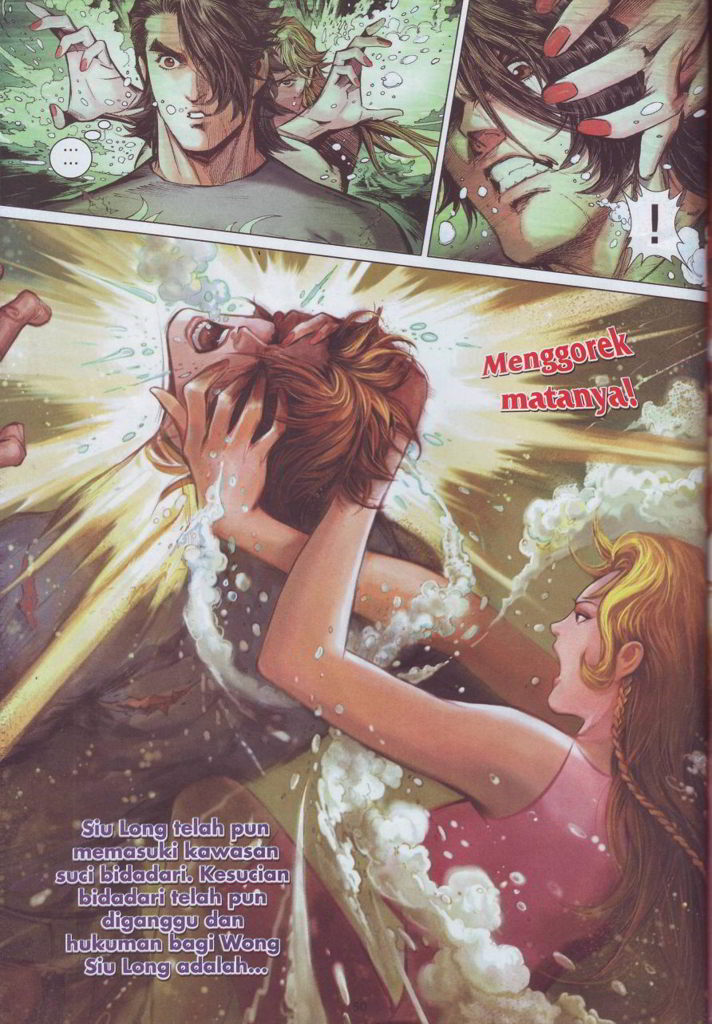 ...
...
!
Menggorek
matanya!
Siu Long telah pun
memasuki kawasan
suci bidadari. Kesucian
bidadari telah pun
diganggu dan
hukuman bagi Wong
Siu Long adalah...
50